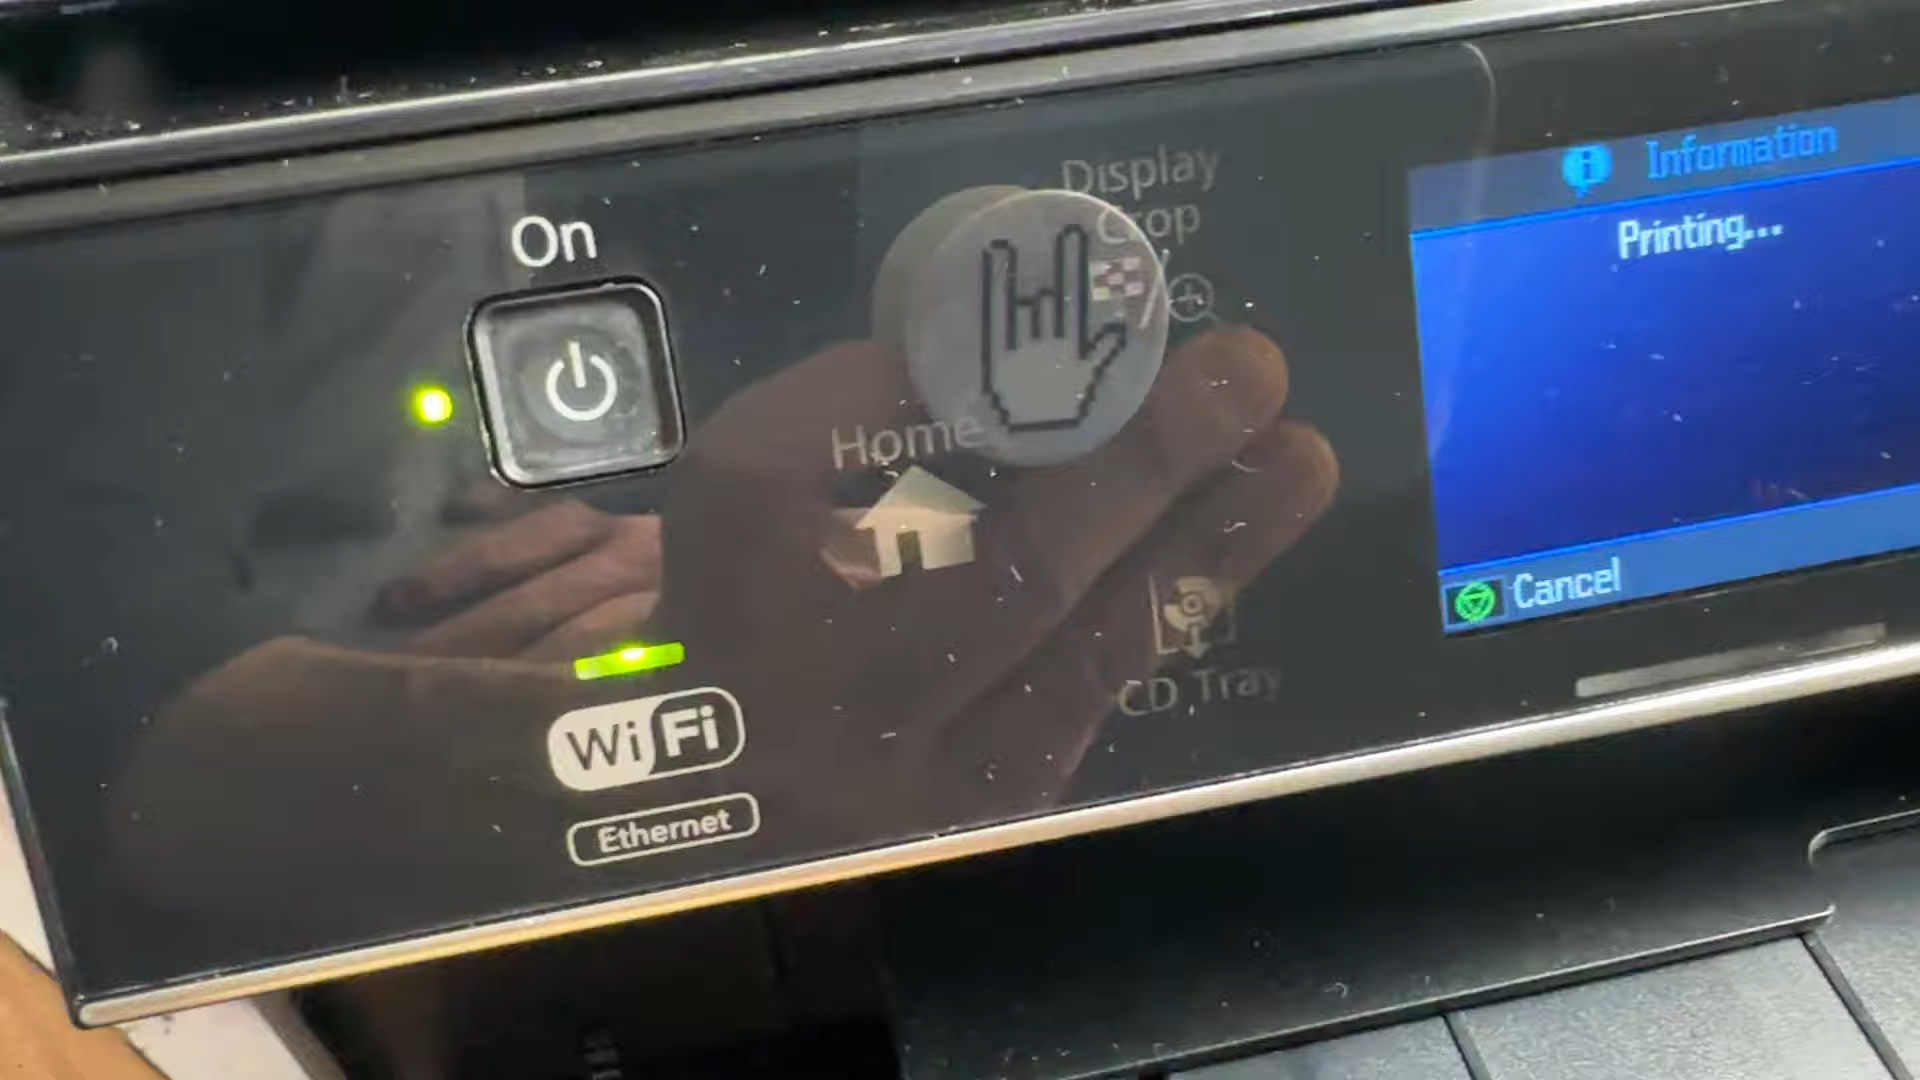 On
Display
Crop
Home
CD Tray
WiFi
Ethernet
Information
Printing...
Cancel